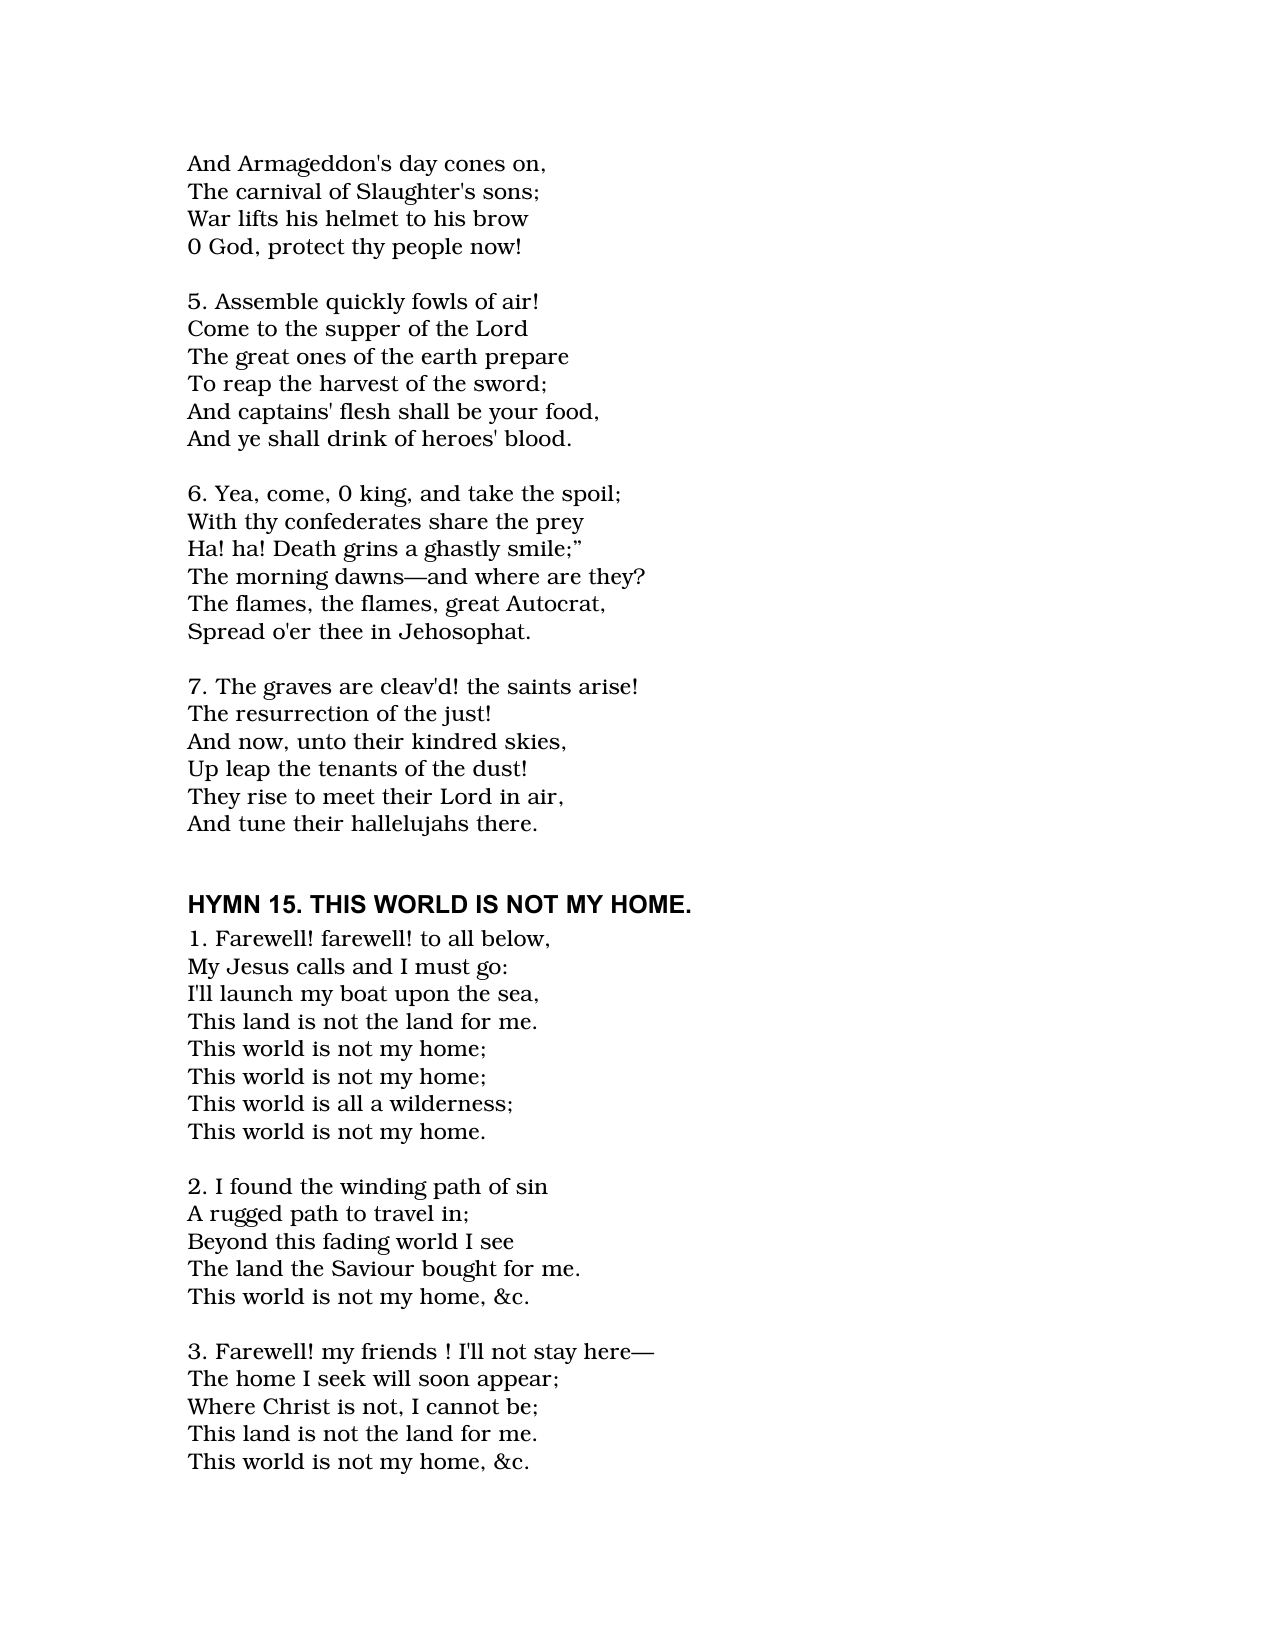 And Armageddon's day cones on,
The carnival of Slaughter's sons;
War lifts his helmet to his brow
0 God, protect thy people now!

5. Assemble quickly fowls of air!
Come to the supper of the Lord
The great ones of the earth prepare
To reap the harvest of the sword;
And captains' flesh shall be your food,
And ye shall drink of heroes' blood.

6. Yea, come, 0 king, and take the spoil;
With thy confederates share the prey
Ha! ha! Death grins a ghastly smile;”
The morning dawns—and where are they?
The flames, the flames, great Autocrat,
Spread o'er thee in Jehosophat.

7. The graves are cleav'd! the saints arise!
The resurrection of the just!
And now, unto their kindred skies,
Up leap the tenants of the dust!
They rise to meet their Lord in air,
And tune their hallelujahs there.

HYMN 15. THIS WORLD IS NOT MY HOME.
1. Farewell! farewell! to all below,
My Jesus calls and I must go:
I'll launch my boat upon the sea,
This land is not the land for me.
This world is not my home;
This world is not my home;
This world is all a wilderness;
This world is not my home.

2. I found the winding path of sin
A rugged path to travel in;
Beyond this fading world I see
The land the Saviour bought for me.
This world is not my home, &c.

3. Farewell! my friends ! I'll not stay here—
The home I seek will soon appear;
Where Christ is not, I cannot be;
This land is not the land for me.
This world is not my home, &c.